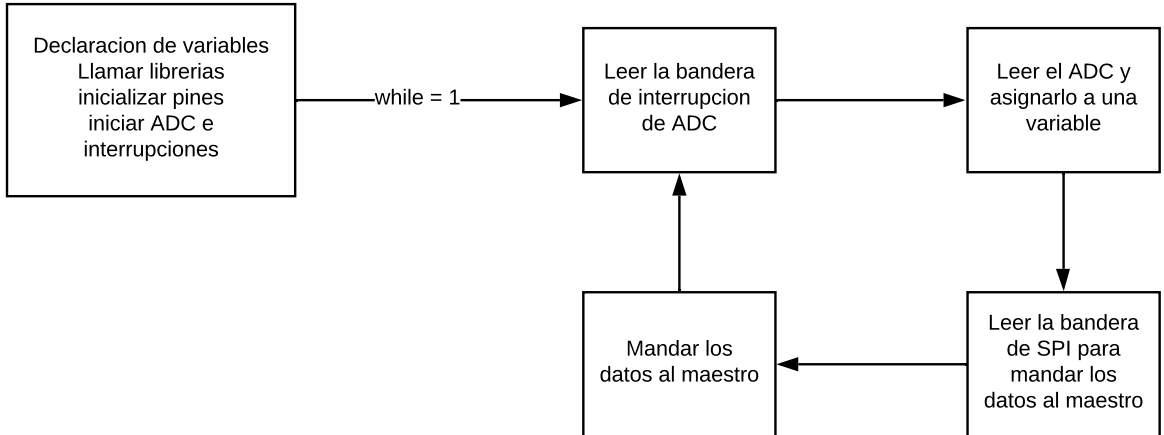 Declaracion de variables
Llamar librerias
inicializar pines
iniciar ADC e
interrupciones
while = 1
Leer la bandera
de interrupcion
de ADC
Leer el ADC y
asignarlo a una
variable
Leer la bandera
de SPI para
mandar los
datos al maestro
Mandar los
datos al maestro